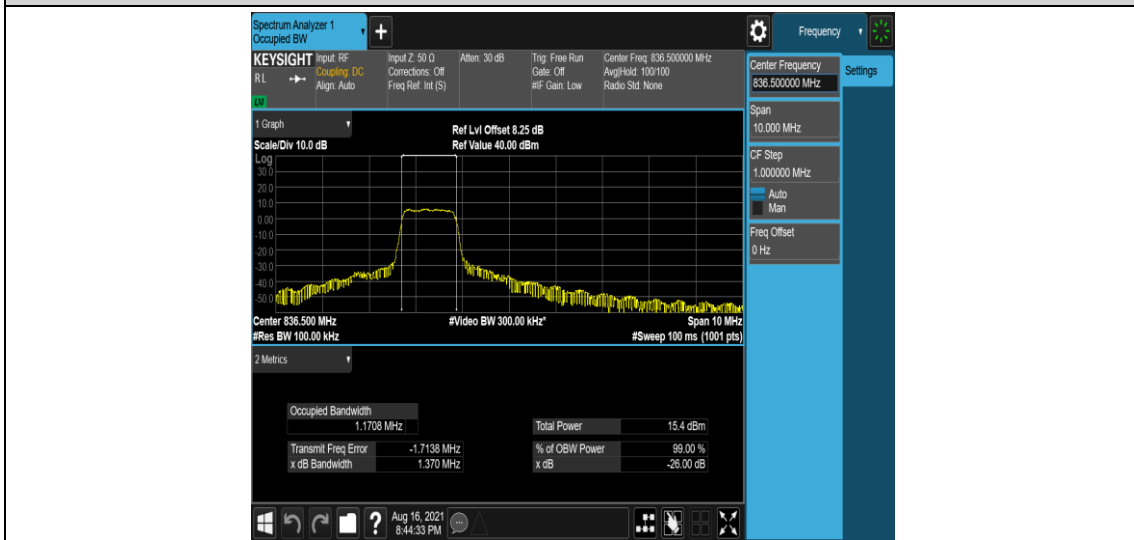 Spectrum Analyzer 1
Occupied BW
+
Frequency
KEYSIGHT
RL
LXI
Input: RF
Coupling: DC
Align: Auto
Input Z: 50 Ω
Corrections: Off
Freq Ref: Int (S)
Atten: 30 dB
Trig: Free Run
Gate: Off
#IF Gain: Low
Center Freq: 836.500000 MHz
Avg|Hold: 100/100
Radio Std: None
Center Frequency
836.500000 MHz
Settings
Span
10.000 MHz
CF Step
1.000000 MHz
Auto
Man
Freq Offset
0 Hz
1 Graph
Scale/Div 10.0 dB
Ref Lvl Offset 8.25 dB
Ref Value 40.00 dBm
Log
30.0
20.0
10.0
0.00
-10.0
-20.0
-30.0
-40.0
-50.0
Center 836.500 MHz
#Video BW 300.00 kHz*
Span 10 MHz
#Res BW 100.00 kHz
#Sweep 100 ms (1001 pts)
2 Metrics
Occupied Bandwidth
1.1708 MHz
Total Power 15.4 dBm
Transmit Freq Error -1.7138 MHz
% of OBW Power 99.00 %
x dB Bandwidth 1.370 MHz
x dB -26.00 dB
?
Aug 16, 2021
8:44:33 PM